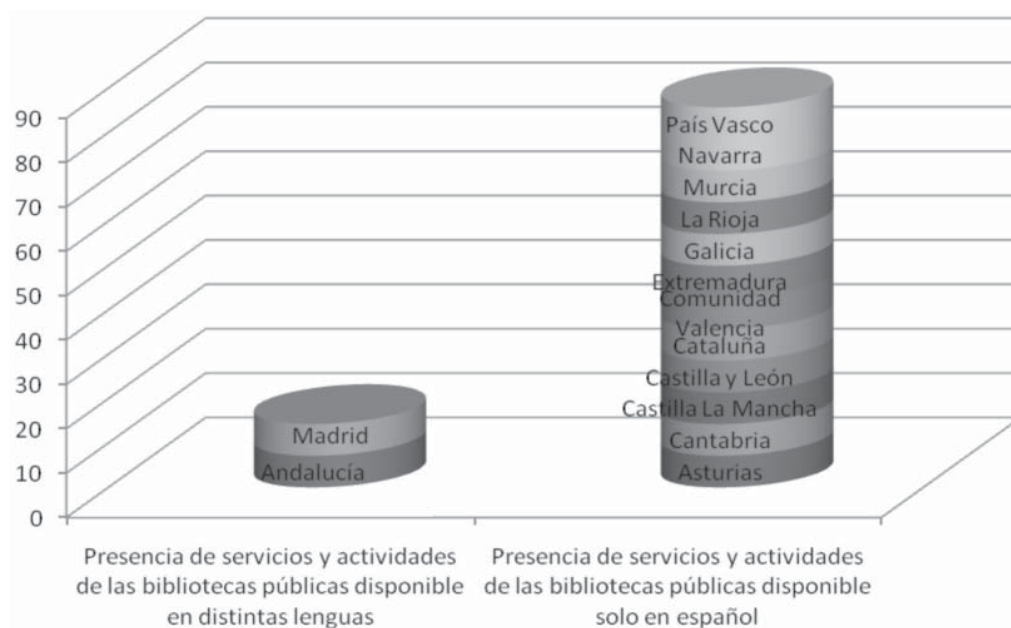 90
80
70
60
50
40
30
20
10
0
Madrid
Andalucía
País Vasco
Navarra
Murcia
La Rioja
Galicia
Extremadura
Comunidad
Valencia
Cataluña
Castilla y León
Castilla La Mancha
Cantabria
Asturias
Presencia de servicios y actividades
de las bibliotecas públicas disponible
en distintas lenguas
Presencia de servicios y actividades
de las bibliotecas públicas disponible
solo en español